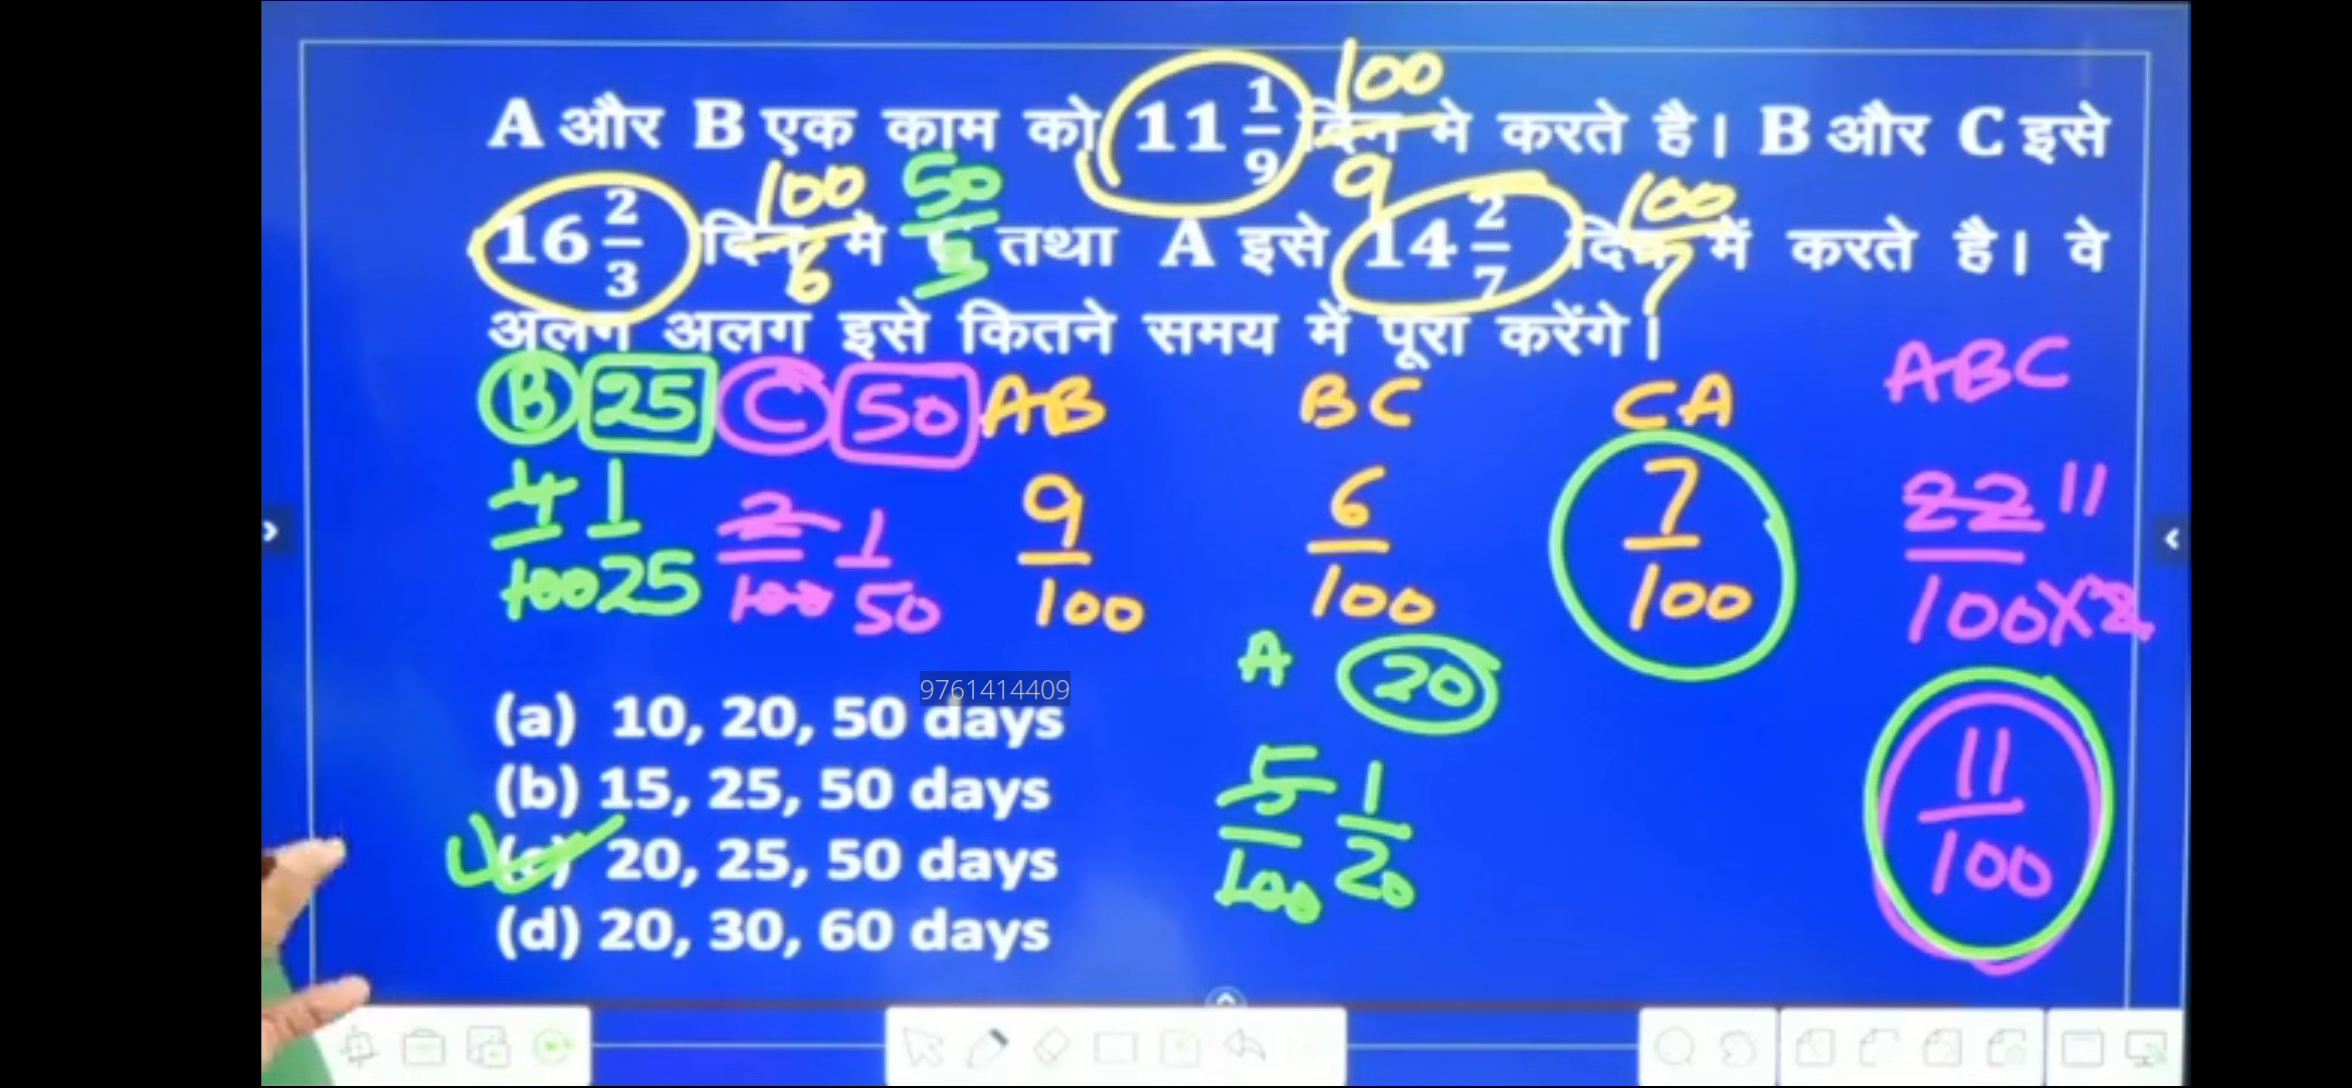 A और B एक काम को 11 1/9 दिन मे करते है। B और C इसे
100/9
16 2/3 दिन मे C तथा A इसे 14 2/7 दिन में करते है। वे
100/6 50/3 100/7
अलग अलग इसे कितने समय में पूरा करेंगे।
B 25 C 50 AB BC CA ABC
4/100 1/25 2/100 1/50 9/100 6/100 7/100 22/100×2 11
A 20
9761414409
(a) 10, 20, 50 days
(b) 15, 25, 50 days
5/100 1/20 11/100
(c) 20, 25, 50 days
(d) 20, 30, 60 days